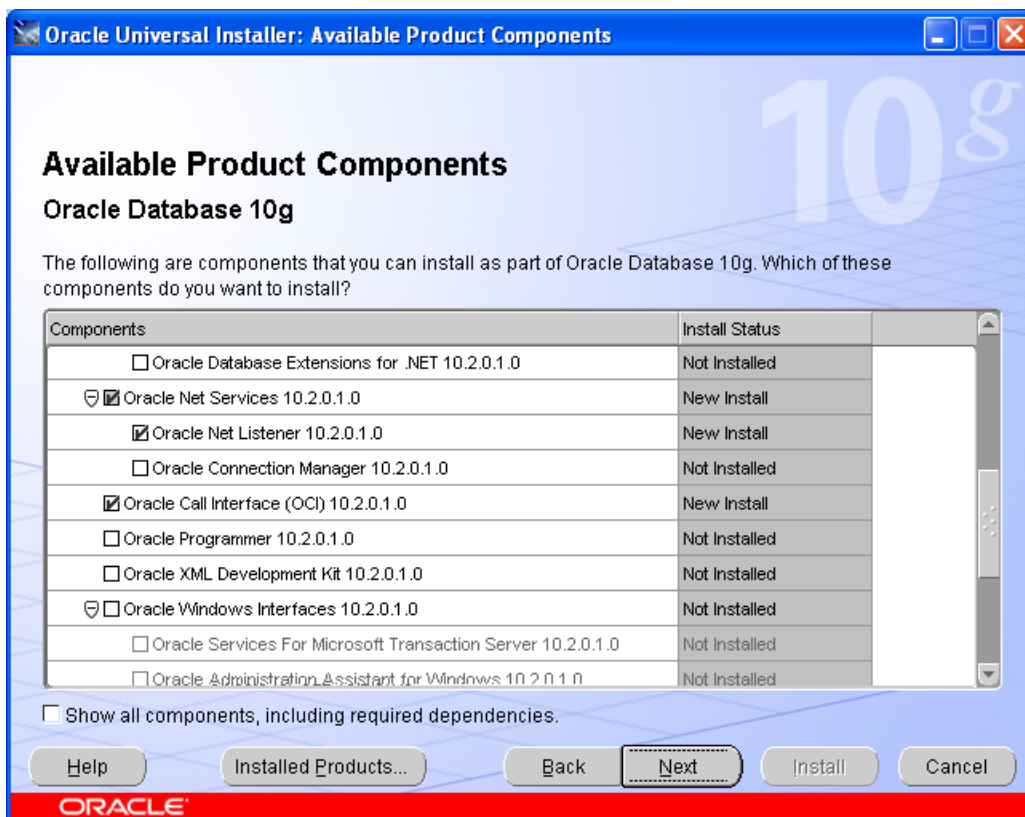 Oracle Universal Installer: Available Product Components
10g
Available Product Components
Oracle Database 10g
The following are components that you can install as part of Oracle Database 10g. Which of these
components do you want to install?
Components Install Status
Oracle Database Extensions for .NET 10.2.0.1.0 Not Installed
Oracle Net Services 10.2.0.1.0 New Install
Oracle Net Listener 10.2.0.1.0 New Install
Oracle Connection Manager 10.2.0.1.0 Not Installed
Oracle Call Interface (OCI) 10.2.0.1.0 New Install
Oracle Programmer 10.2.0.1.0 Not Installed
Oracle XML Development Kit 10.2.0.1.0 Not Installed
Oracle Windows Interfaces 10.2.0.1.0 Not Installed
Oracle Services For Microsoft Transaction Server 10.2.0.1.0 Not Installed
Oracle Administration Assistant for Windows 10.2.0.1.0 Not Installed
Show all components, including required dependencies.
Help Installed Products... Back Next Install Cancel
ORACLE